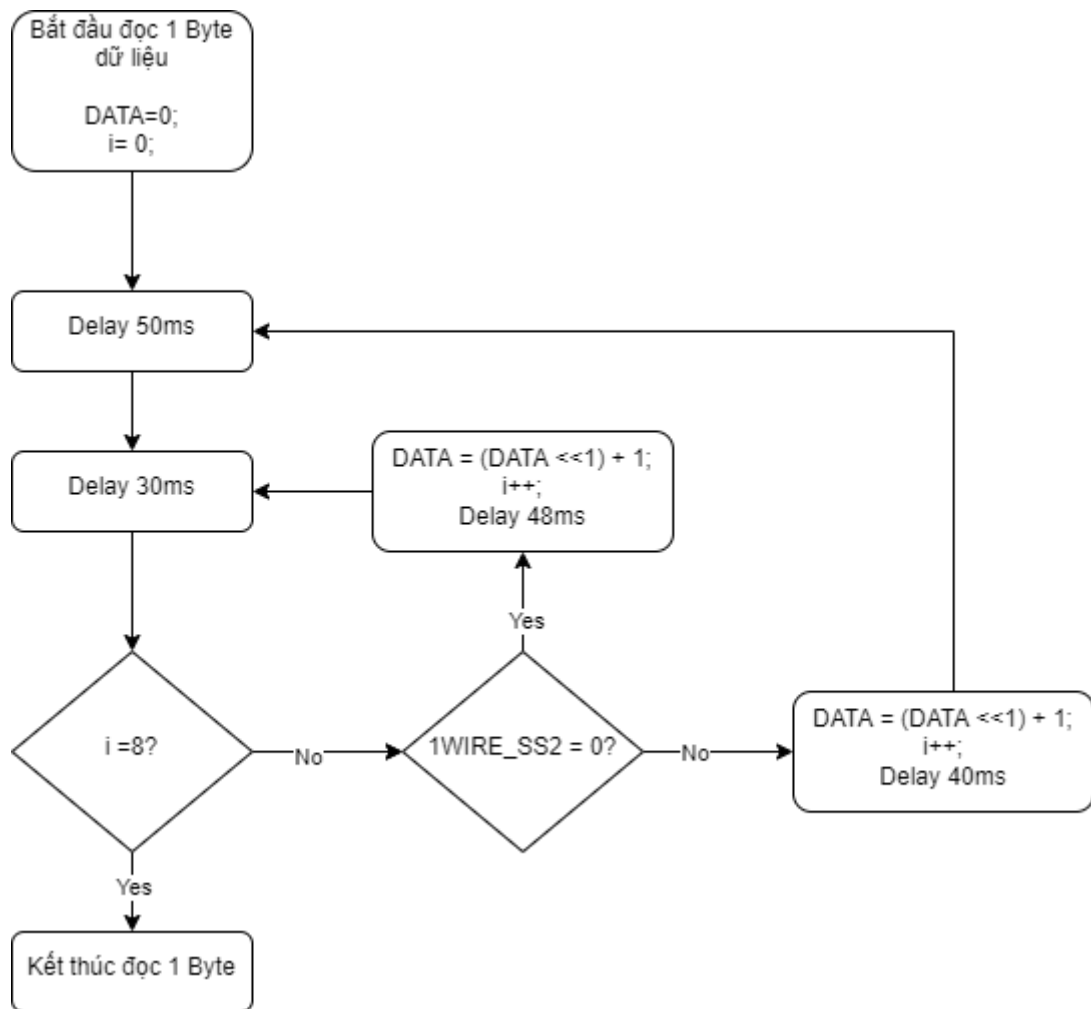 Bắt đầu đọc 1 Byte
dữ liệu
DATA=0;
i= 0;
Delay 50ms
Delay 30ms
DATA = (DATA <<1) + 1;
i++;
Delay 48ms
Yes
i =8?
No
1WIRE_SS2 = 0?
No
DATA = (DATA <<1) + 1;
i++;
Delay 40ms
Yes
Kết thúc đọc 1 Byte